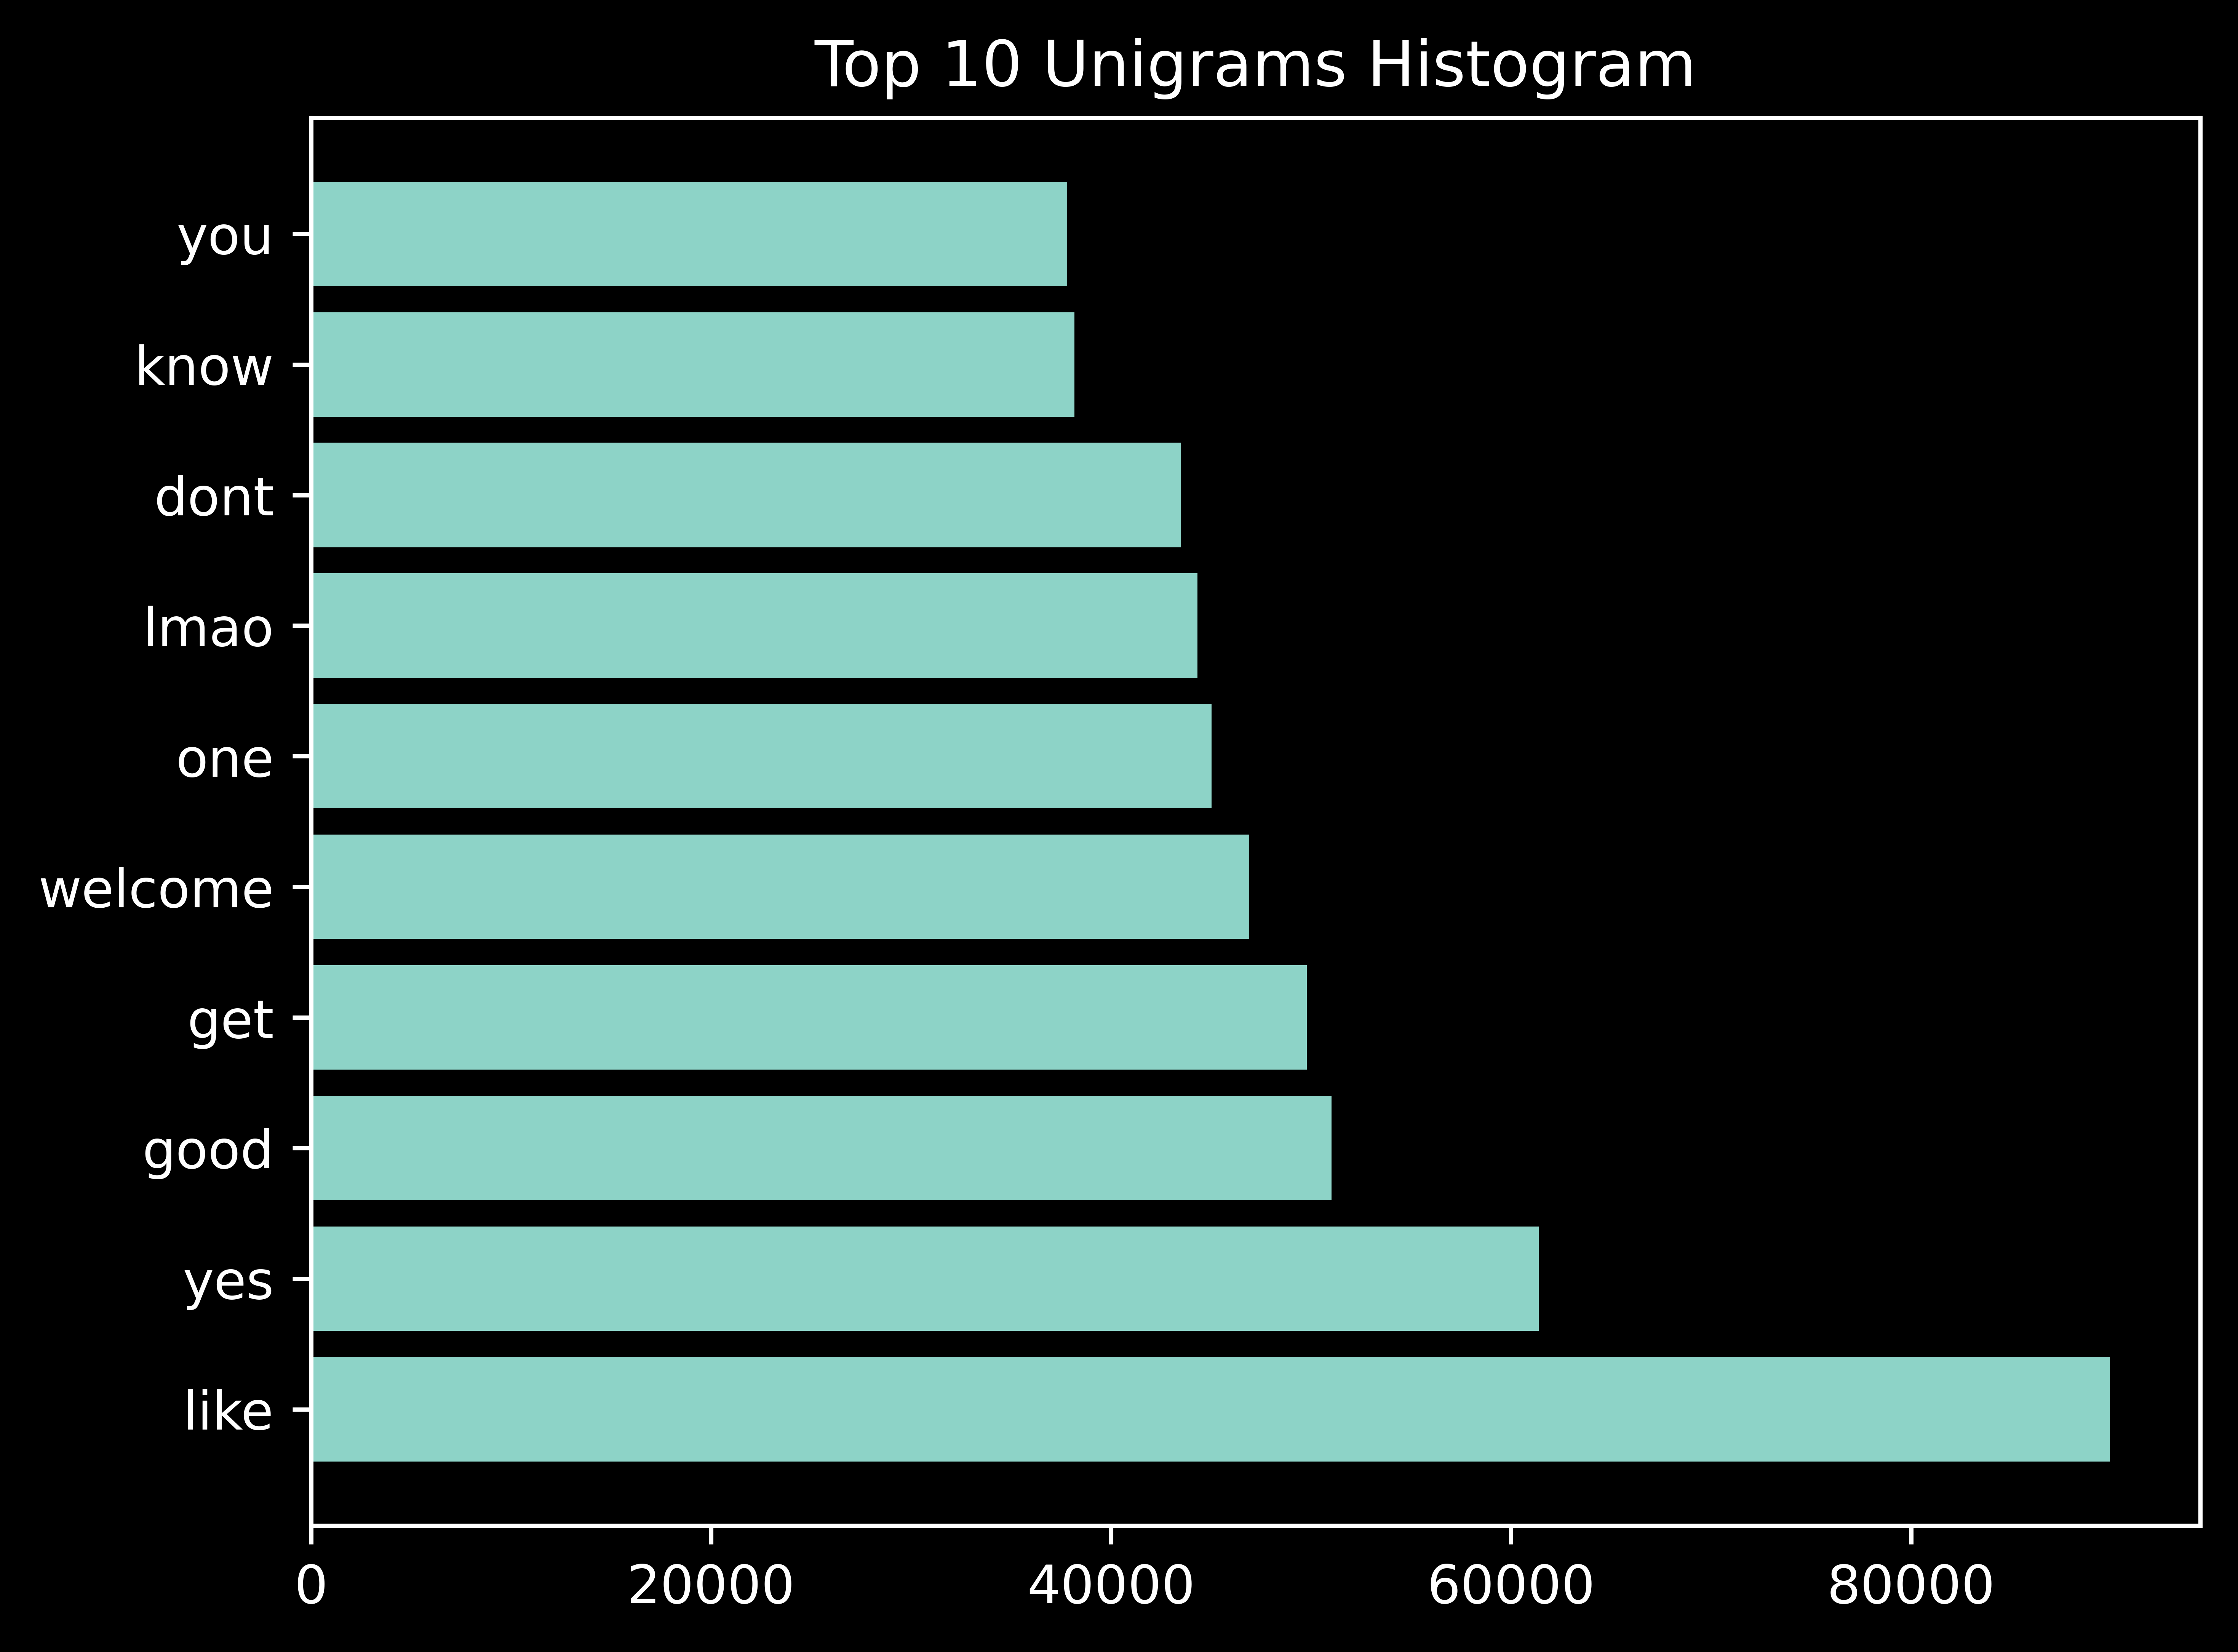 Top 10 Unigrams Histogram
you
know
dont
lmao
one
welcome
get
good
yes
like
0 20000 40000 60000 80000